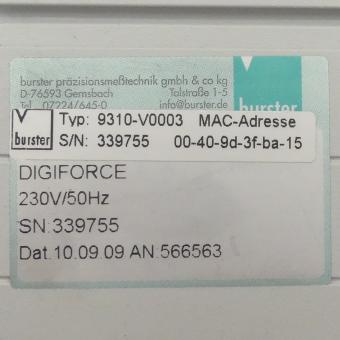 burster präzisionsmeßtechnik gmbh & co kg
D-76593 Gernsbach Talstraße 1-5
Tel. 07224/645-0 info@burster.de
burster
burster Typ: 9310-V0003 MAC-Adresse
S/N: 339755 00-40-9d-3f-ba-15
DIGIFORCE
230V/50Hz
SN:339755
Dat.10.09.09 AN:566563